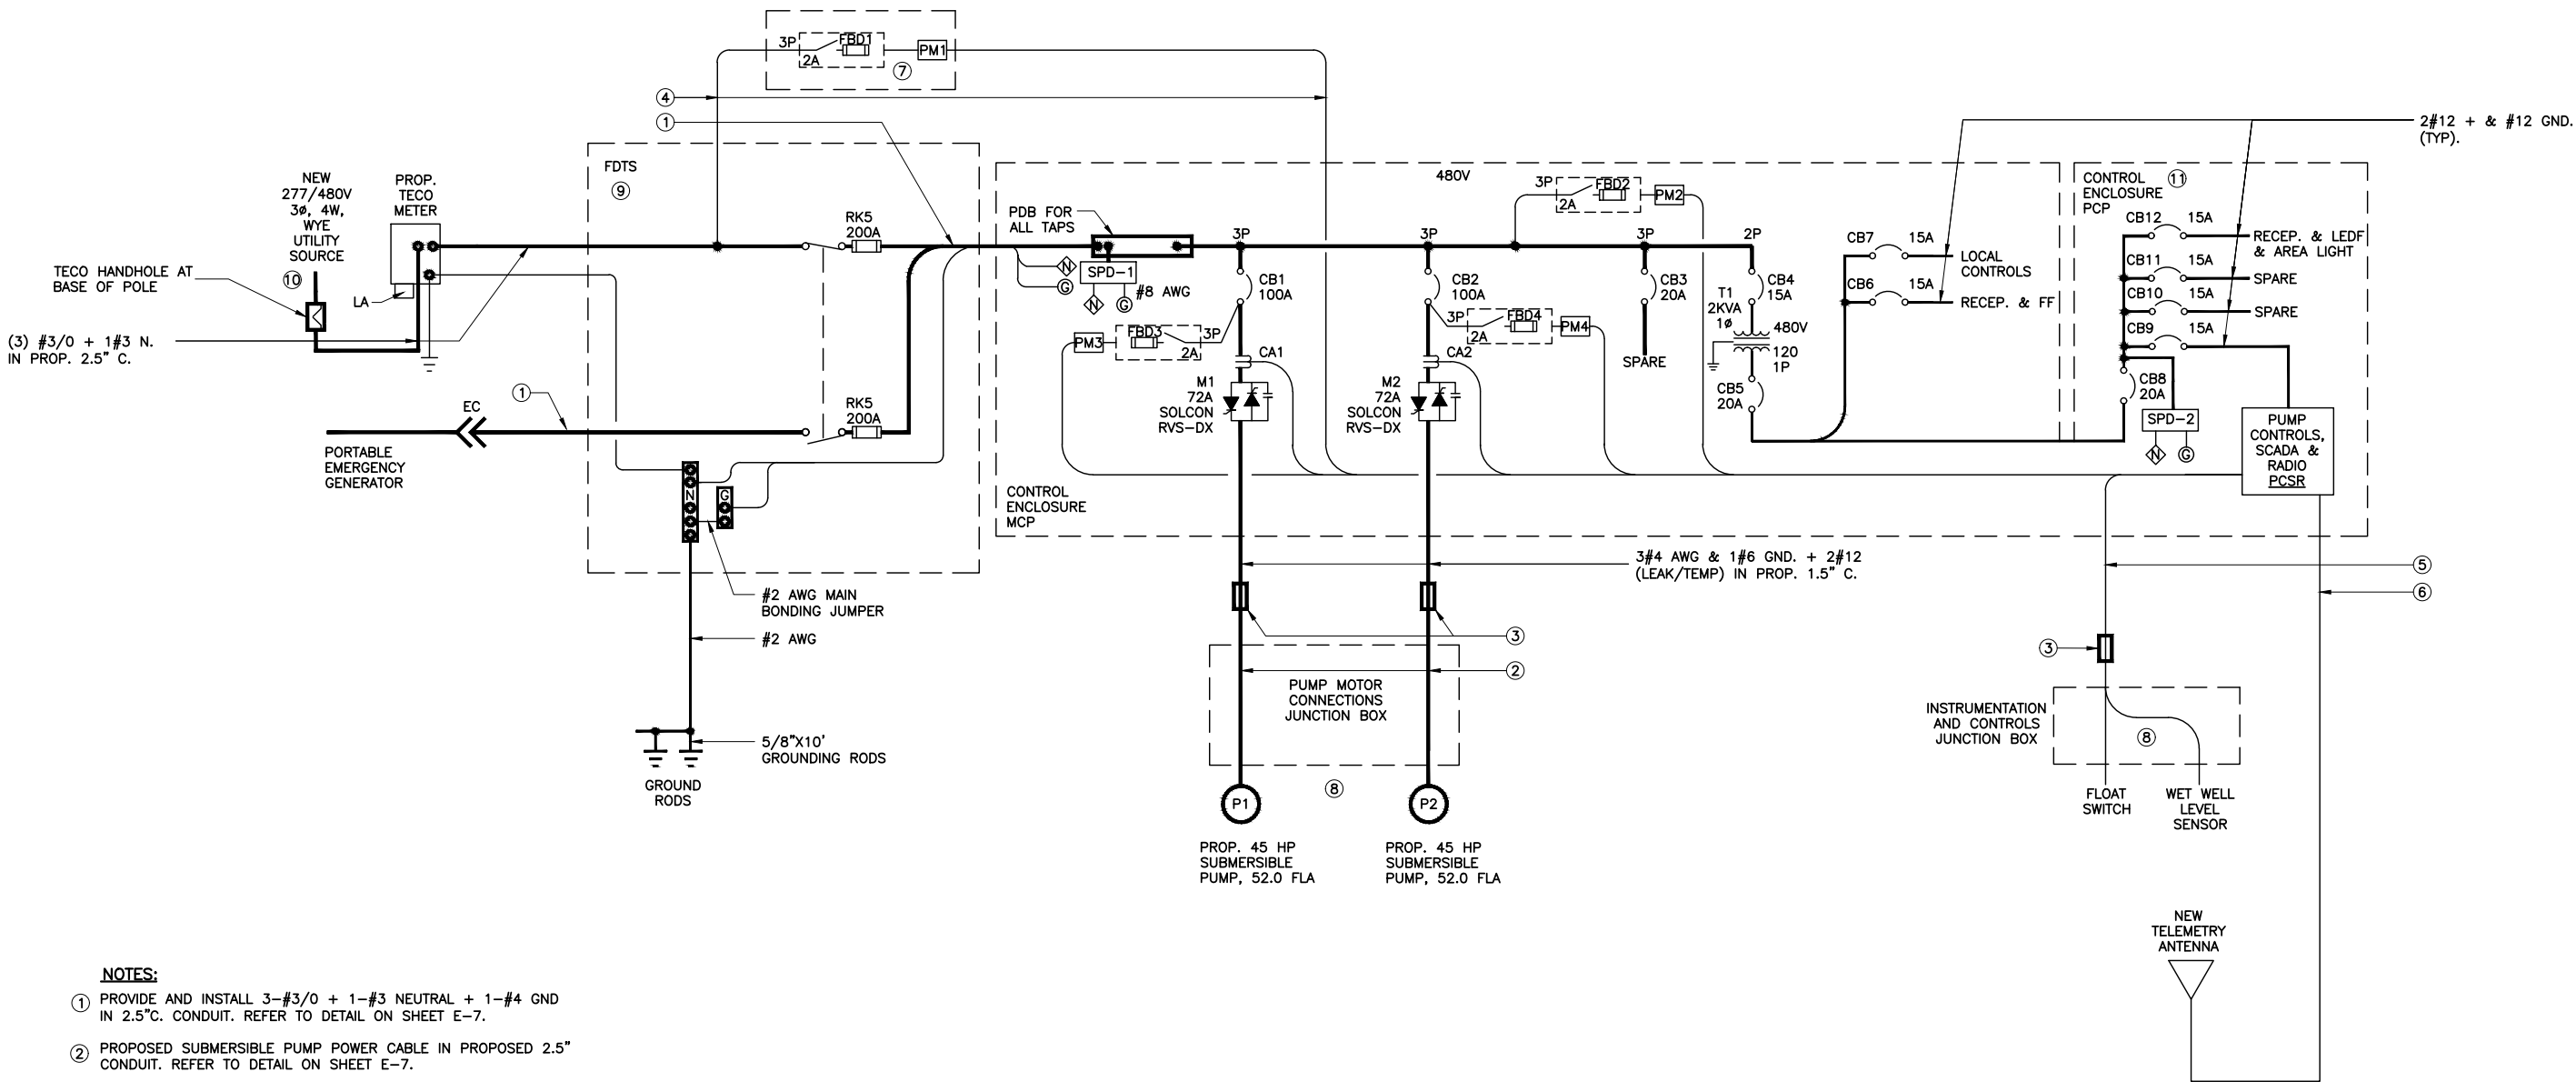 3P
FBD1
2A
PM1
7
4
1
FDTS
9
NEW
277/480V
3ø, 4W,
WYE
UTILITY
SOURCE
10
PROP.
TECO
METER
LA
TECO HANDHOLE AT
BASE OF POLE
(3) #3/0 + 1#3 N.
IN PROP. 2.5" C.
RK5
200A
RK5
200A
1
EC
PORTABLE
EMERGENCY
GENERATOR
N
G
#2 AWG MAIN
BONDING JUMPER
#2 AWG
5/8"X10'
GROUNDING RODS
GROUND
RODS
480V
PDB FOR
ALL TAPS
N
G
SPD-1
N
G
#8 AWG
3P
CB1
100A
PM3
FBD3
3P
2A
CA1
M1
72A
SOLCON
RVS-DX
3P
CB2
100A
3P
FBD4
2A
PM4
CA2
M2
72A
SOLCON
RVS-DX
3P
FBD2
2A
PM2
3P
CB3
20A
SPARE
2P
CB4
15A
T1
2KVA
1ø
480V
120
1P
CB5
20A
CB7
15A
LOCAL
CONTROLS
CB6
15A
RECEP. & FF
CONTROL
ENCLOSURE
MCP
CONTROL
ENCLOSURE
PCP
11
CB12
15A
RECEP. & LEDF
& AREA LIGHT
CB11
15A
SPARE
CB10
15A
SPARE
CB9
15A
CB8
20A
SPD-2
N
G
PUMP
CONTROLS,
SCADA &
RADIO
PCSR
2#12 + & #12 GND.
(TYP).
3#4 AWG & 1#6 GND. + 2#12
(LEAK/TEMP) IN PROP. 1.5" C.
3
2
PUMP MOTOR
CONNECTIONS
JUNCTION BOX
8
P1
P2
PROP. 45 HP
SUBMERSIBLE
PUMP, 52.0 FLA
PROP. 45 HP
SUBMERSIBLE
PUMP, 52.0 FLA
5
6
3
INSTRUMENTATION
AND CONTROLS
JUNCTION BOX
8
FLOAT
SWITCH
WET WELL
LEVEL
SENSOR
NEW
TELEMETRY
ANTENNA
NOTES:
1 PROVIDE AND INSTALL 3-#3/0 + 1-#3 NEUTRAL + 1-#4 GND
IN 2.5"C. CONDUIT. REFER TO DETAIL ON SHEET E-7.
2 PROPOSED SUBMERSIBLE PUMP POWER CABLE IN PROPOSED 2.5"
CONDUIT. REFER TO DETAIL ON SHEET E-7.